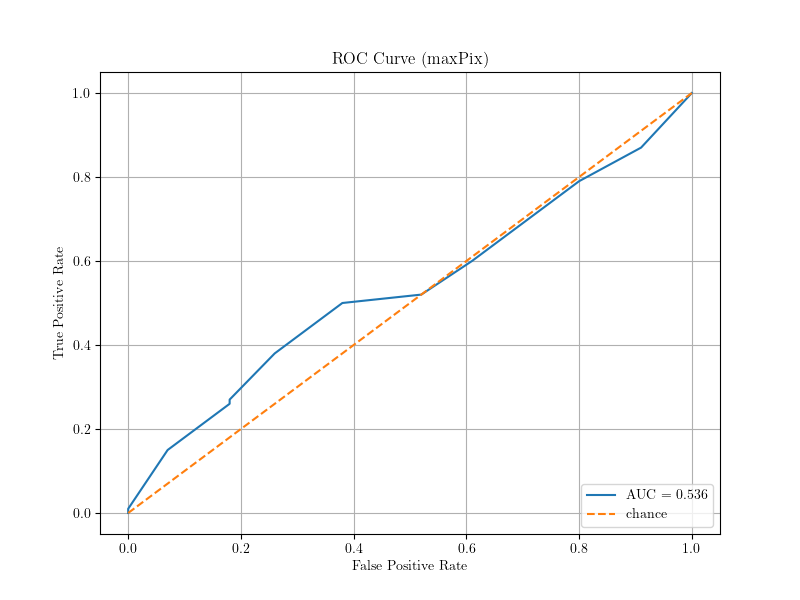 ROC Curve (maxPix)
True Positive Rate
1.0
0.8
0.6
0.4
0.2
0.0
0.0 0.2 0.4 0.6 0.8 1.0
False Positive Rate
AUC = 0.536
chance